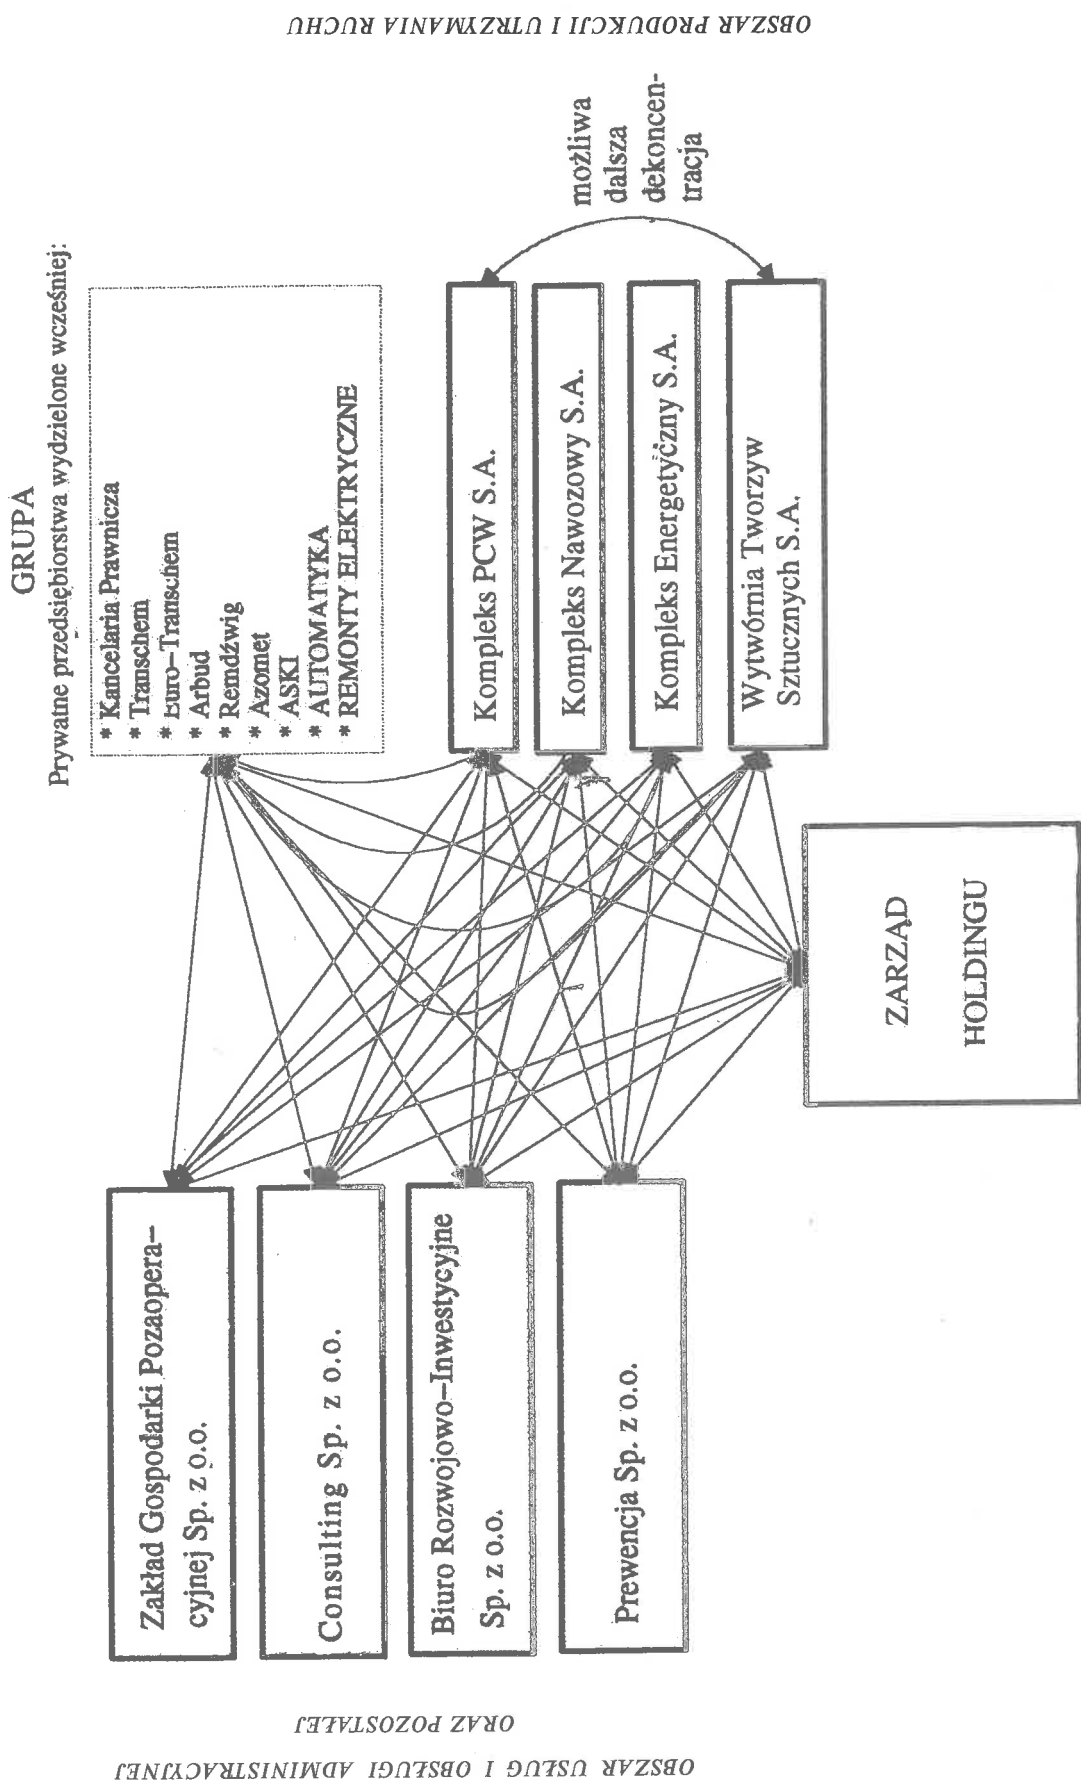 GRUPA
Prywatne przedsiębiorstwa wydzielone wcześniej:
* Kancelaria Prawnicza
* Transchem
* Euro-Transchem
* Arbud
* Remdźwig
* Azomet
* ASKI
* AUTOMATYKA
* REMONTY ELEKTRYCZNE
Kompleks PCW S.A.
Kompleks Nawozowy S.A.
Kompleks Energetyczny S.A.
Wytwórnia Tworzyw
Sztucznych S.A.
możliwa
dalsza
dekoncen-
tracja
OBSZAR PRODUKCJI I UTRZYMANIA RUCHU
Zakład Gospodarki Pozaopera-
cyjnej Sp. z o.o.
Consulting Sp. z o.o.
Biuro Rozwojowo-Inwestycyjne
Sp. z o.o.
Prewencja Sp. z o.o.
ZARZĄD
HOLDINGU
OBSZAR USŁUG I OBSŁUGI ADMINISTRACYJNEJ
ORAZ POZOSTAŁEJ